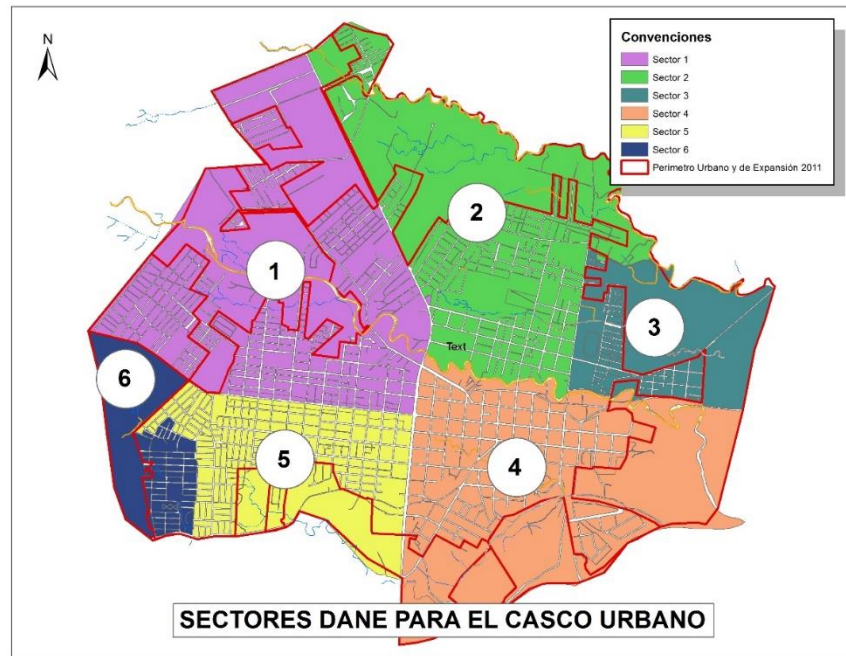 N
Convenciones
Sector 1
Sector 2
Sector 3
Sector 4
Sector 5
Sector 6
Perimetro Urbano y de Expansión 2011
2
1
3
Text
6
5
4
SECTORES DANE PARA EL CASCO URBANO